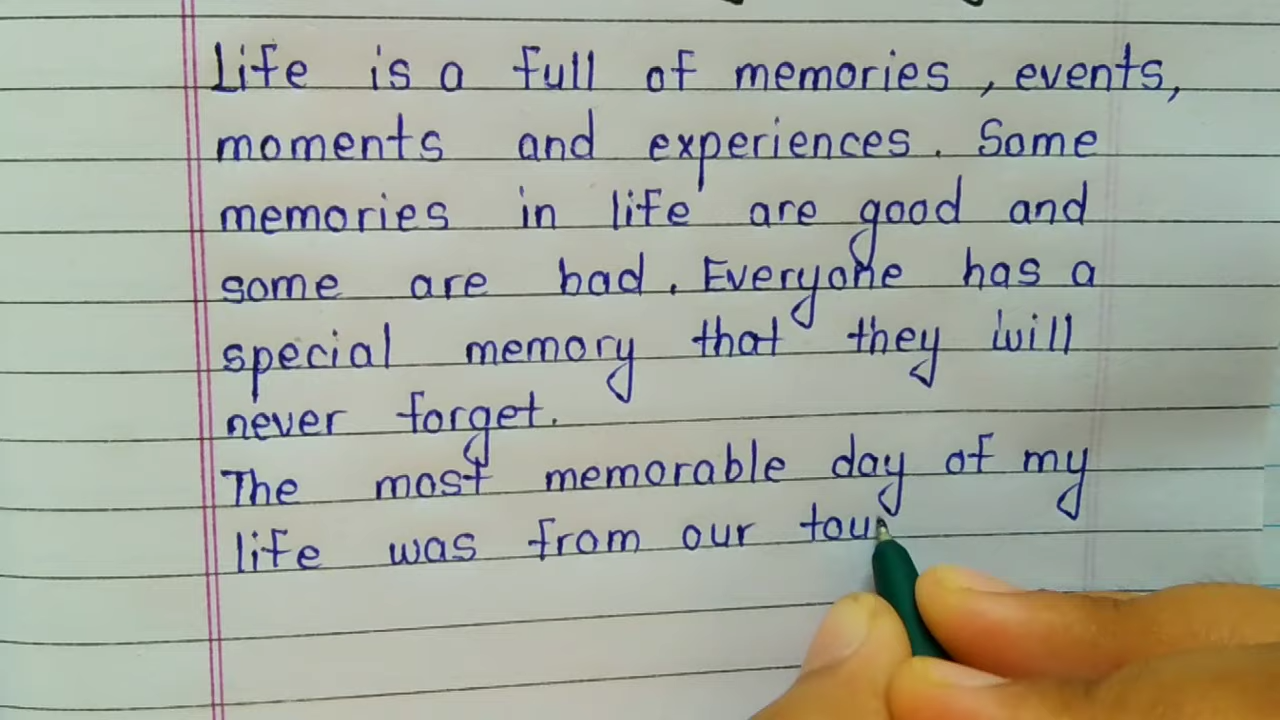 Life is a full of memories, events,
moments and experiences. Some
memories in life are good and
some are bad. Everyone has a
special memory that they will
never forget.
The most memorable day of my
life was from our tou